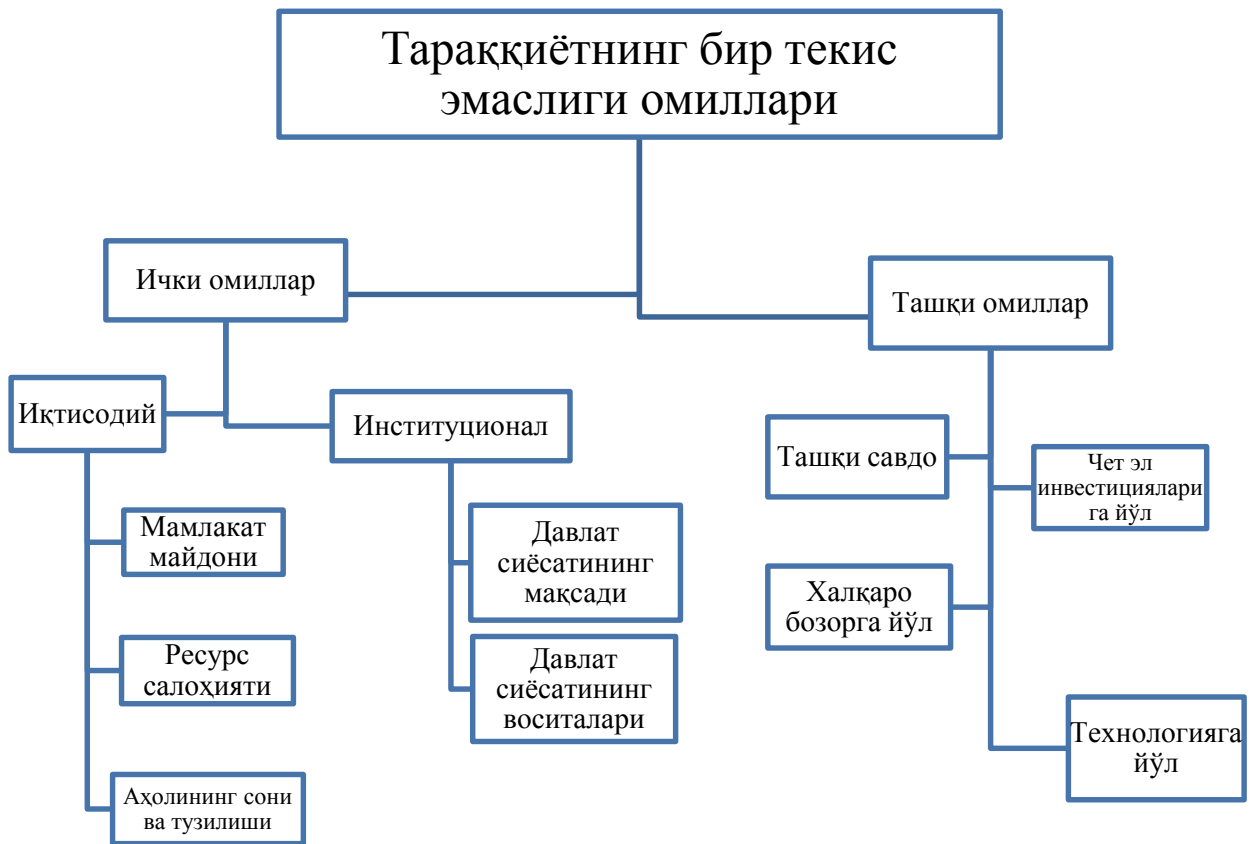 Тараққиётнинг бир текис
эмаслиги омиллари
Ички омиллар
Ташқи омиллар
Иқтисодий
Институционал
Ташқи савдо
Чет эл
инвестициялари
га йўл
Мамлакат
майдони
Давлат
сиёсатининг
мақсади
Халқаро
бозорга йўл
Ресурс
салоҳияти
Давлат
сиёсатининг
воситалари
Технологияга
йўл
Аҳолининг сони
ва тузилиши